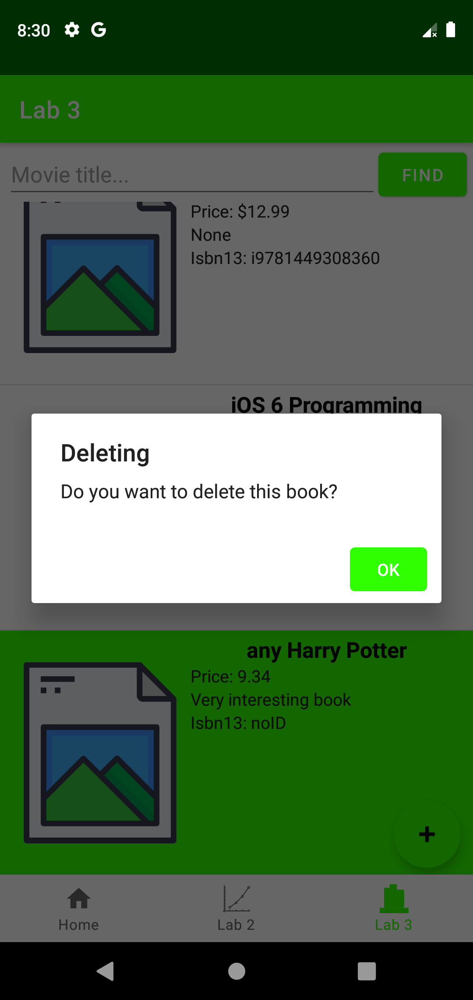 8:30
Lab 3
Movie title...
FIND
Price: $12.99
None
Isbn13: i9781449308360
iOS 6 Programming
Deleting
Do you want to delete this book?
OK
any Harry Potter
Price: 9.34
Very interesting book
Isbn13: noID
Home
Lab 2
Lab 3